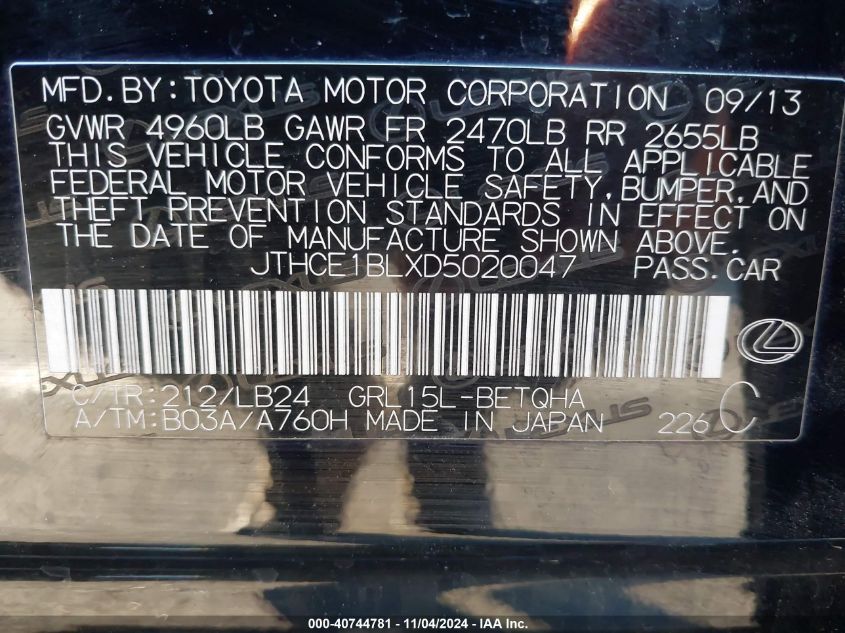 MFD.BY:TOYOTA MOTOR CORPORATION 09/13
GVWR 4960LB GAWR FR 2470LB RR 2655LB
THIS VEHICLE CONFORMS TO ALL APPLICABLE
FEDERAL MOTOR VEHICLE SAFETY,BUMPER,AND
THEFT PREVENTION STANDARDS IN EFFECT ON
THE DATE OF MANUFACTURE SHOWN ABOVE.
JTHCE1BLXD5020047 PASS.CAR
C/TR:212/LB24 GRL15L-BETQHA
A/TM:B03A/A760H MADE IN JAPAN 226 C
000-40744781 - 11/04/2024 - IAA Inc.